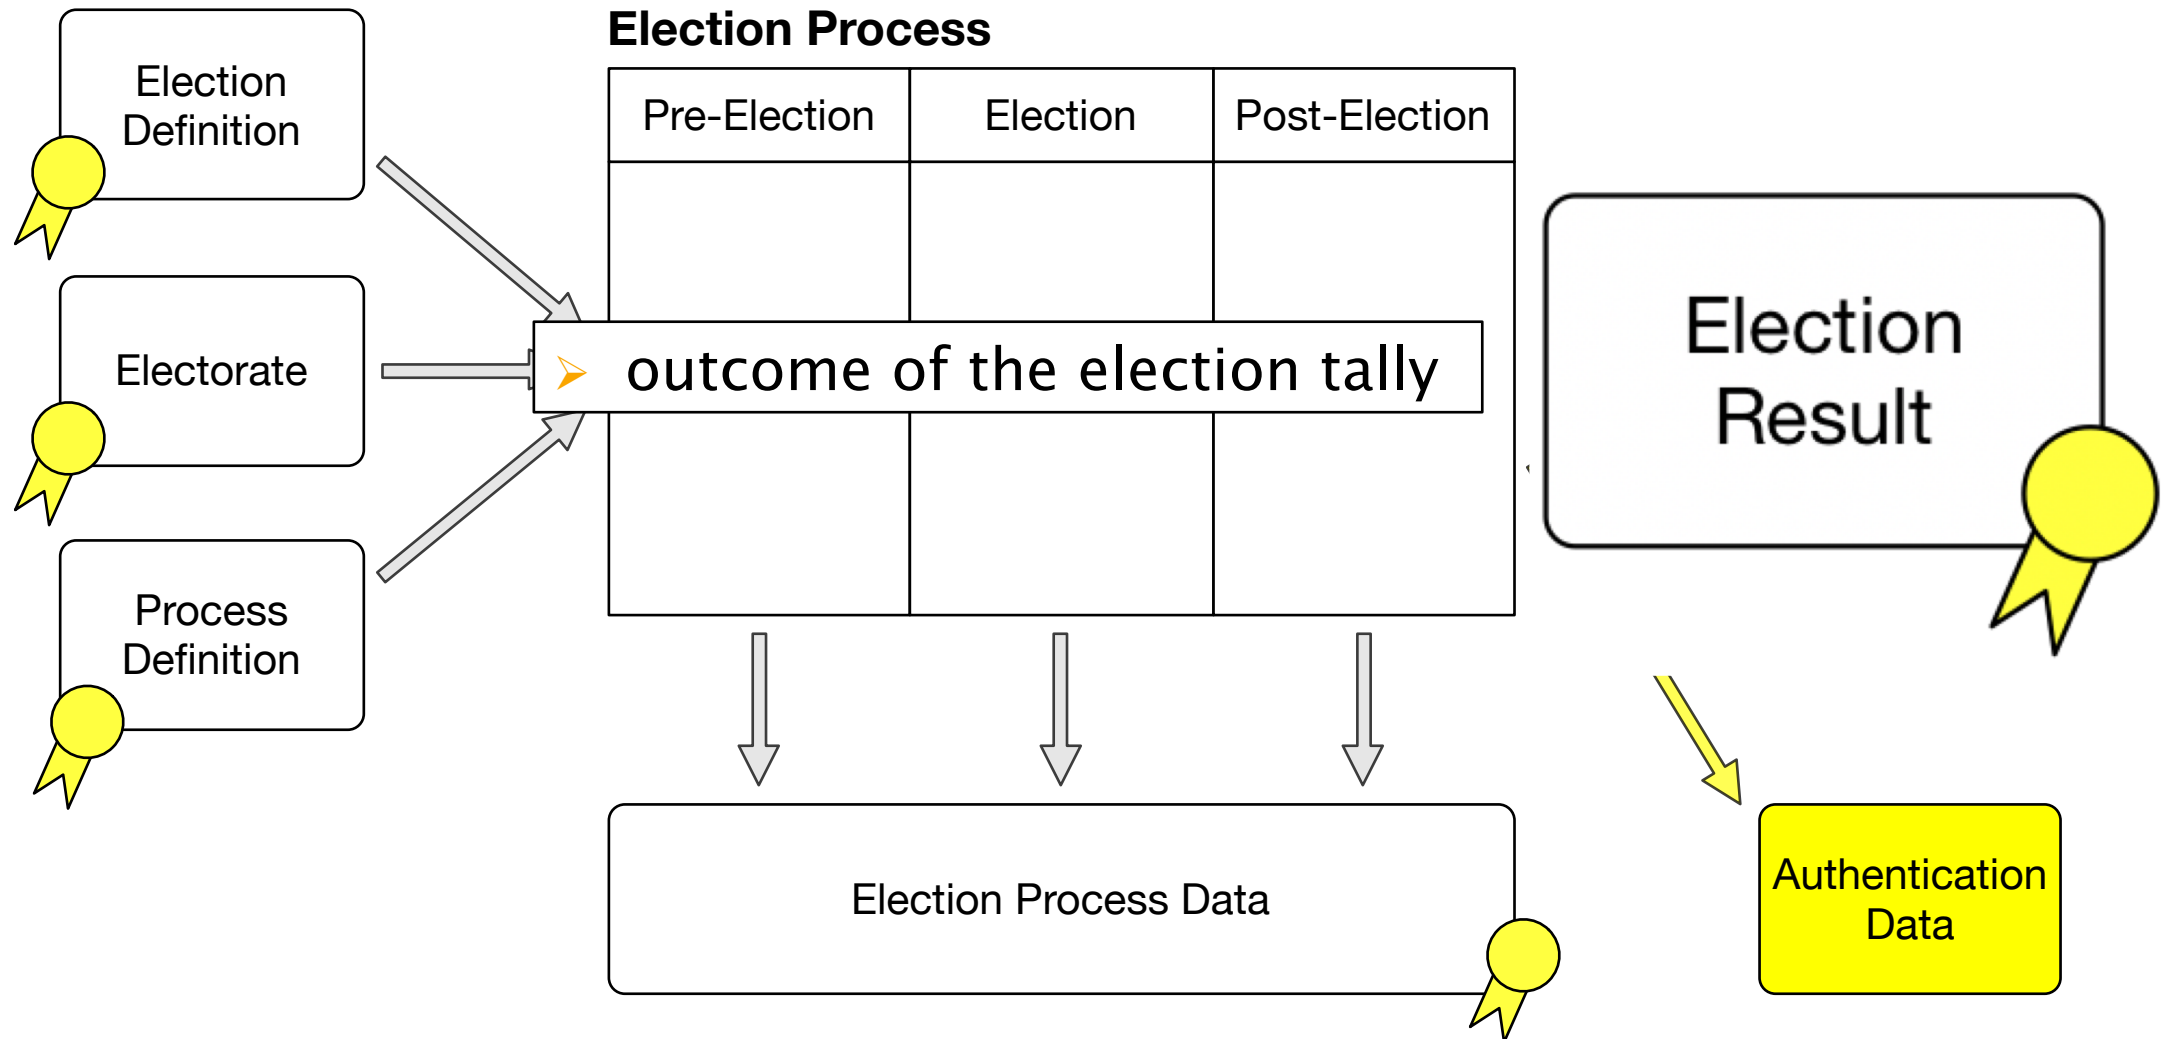 Election Process
Election
Definition
Pre-Election
Election
Post-Election
Electorate
outcome of the election tally
Election
Result
Process
Definition
Election Process Data
Authentication
Data